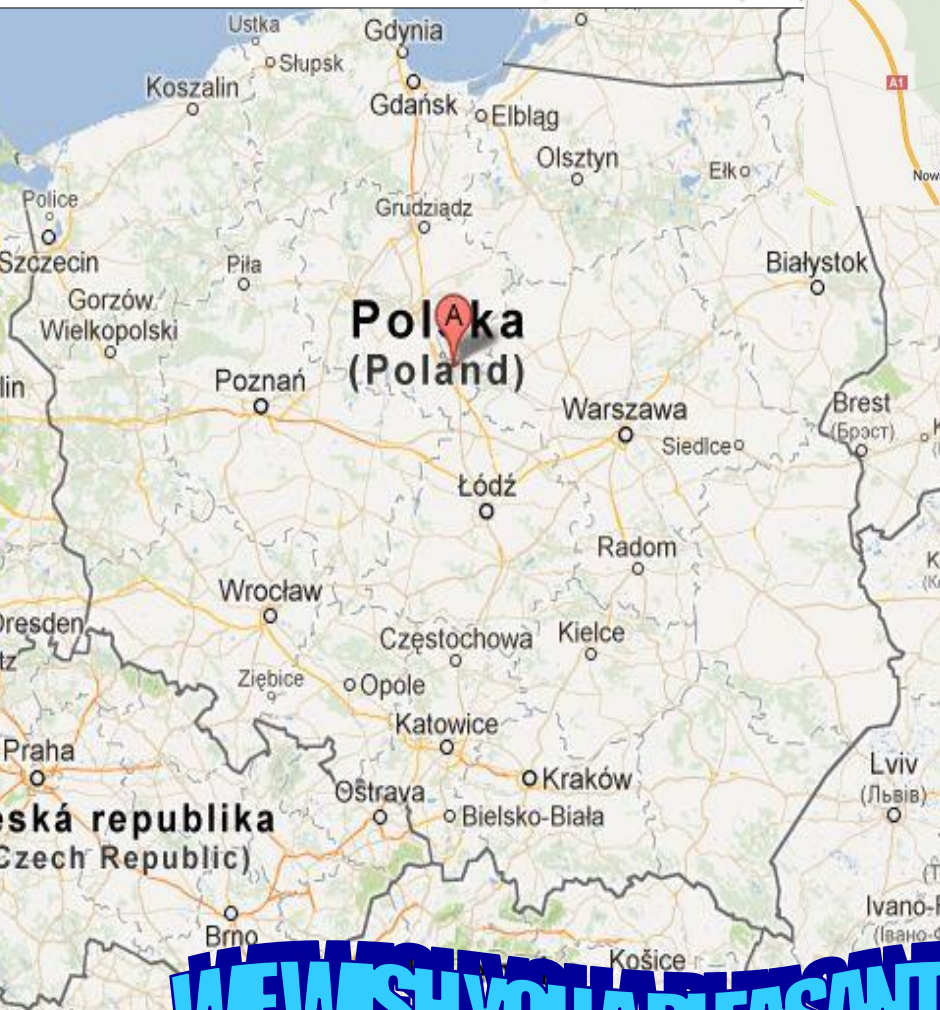 Ustka
Gdynia
Słupsk
A1
Koszalin
Gdańsk
Elbląg
Olsztyn
Ełk
Police
Grudziądz
Szczecin
Piła
Białystok
Gorzów
Wielkopolski
Polska
A
(Poland)
Poznań
Warszawa
Brest
(Брэст)
Siedlce
Łódź
Radom
Wrocław
Dresden
Częstochowa
Kielce
Ziębice
Opole
Katowice
Praha
Kraków
Lviv
(Львів)
Ostrava
Bielsko-Biała
republika
Czech Republic)
Brno
Košice
WE WISH YOU A PLEASANT